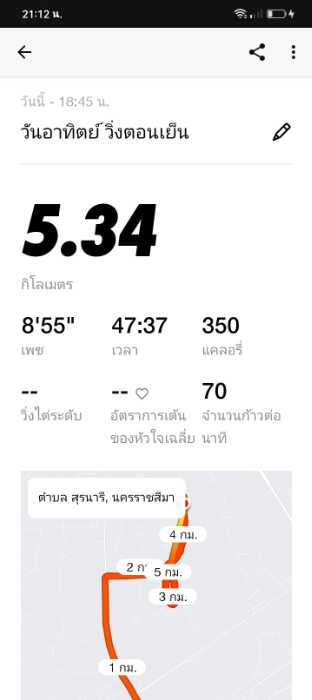 21:12 น.
วันนี้ - 18:45 น.
วันอาทิตย์ วิ่งตอนเย็น
5.34
กิโลเมตร
8'55" 47:37 350
เพซ เวลา แคลอรี่
-- -- 70
วิ่งไต่ระดับ อัตราการเต้นของหัวใจเฉลี่ย จำนวนก้าวต่อนาที
ตำบล สุรนารี, นครราชสีมา
4 กม.
2 ก 5 กม.
3 กม.
1 กม.